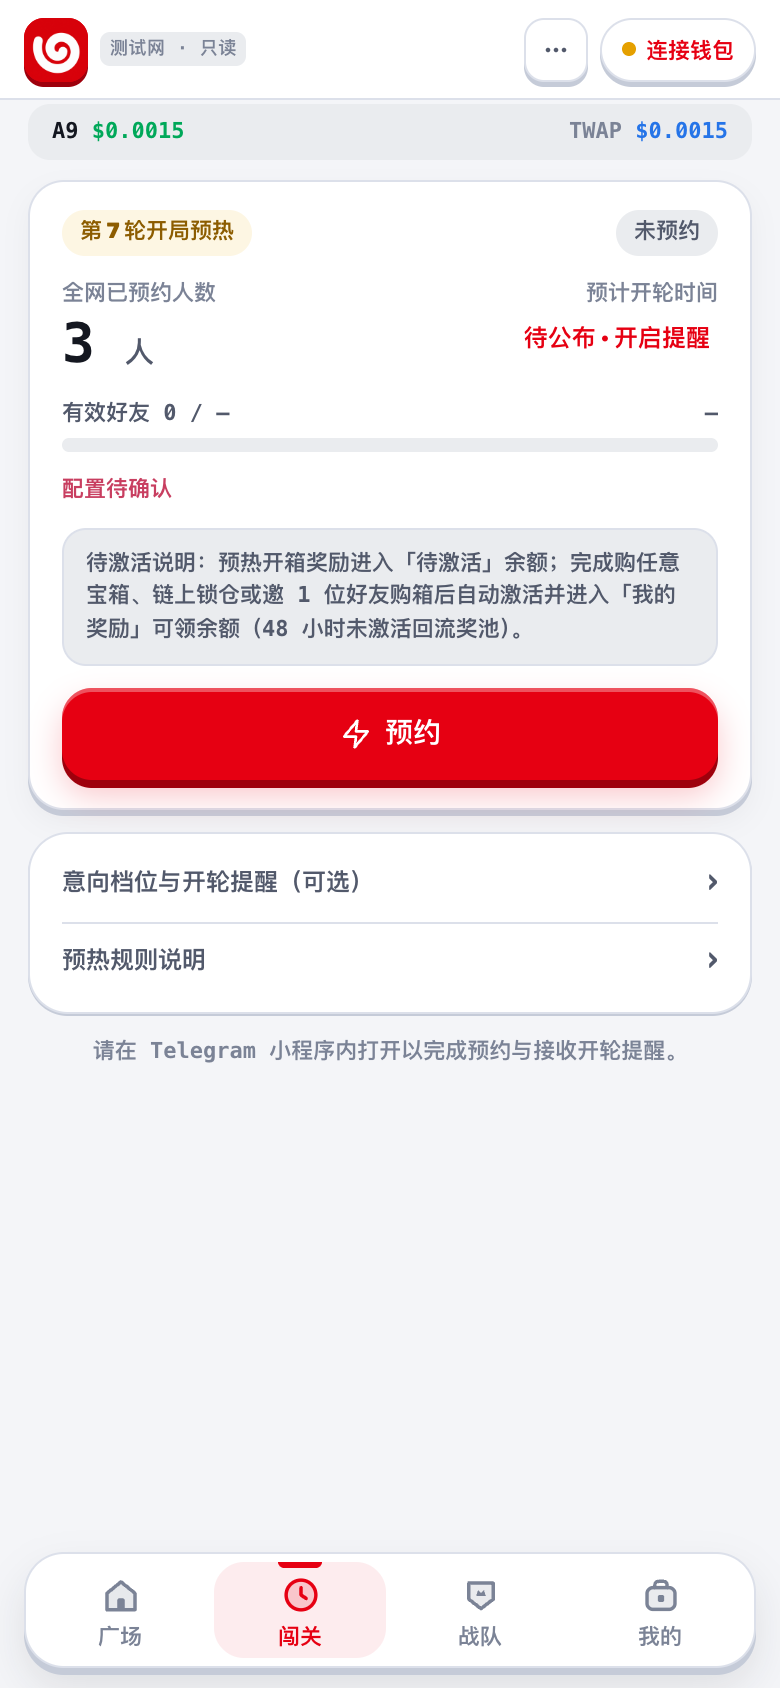 测试网 · 只读
连接钱包
A9 $0.0015
TWAP $0.0015
第 7 轮开局预热
未预约
全网已预约人数
预计开轮时间
3 人
待公布 • 开启提醒
有效好友 0 / —
—
配置待确认
待激活说明：预热开箱奖励进入「待激活」余额；完成购任意
宝箱、链上锁仓或邀 1 位好友购箱后自动激活并进入「我的
奖励」可领余额（48 小时未激活回流奖池）。
预约
意向档位与开轮提醒（可选）
预热规则说明
请在 Telegram 小程序内打开以完成预约与接收开轮提醒。
广场
闯关
战队
我的